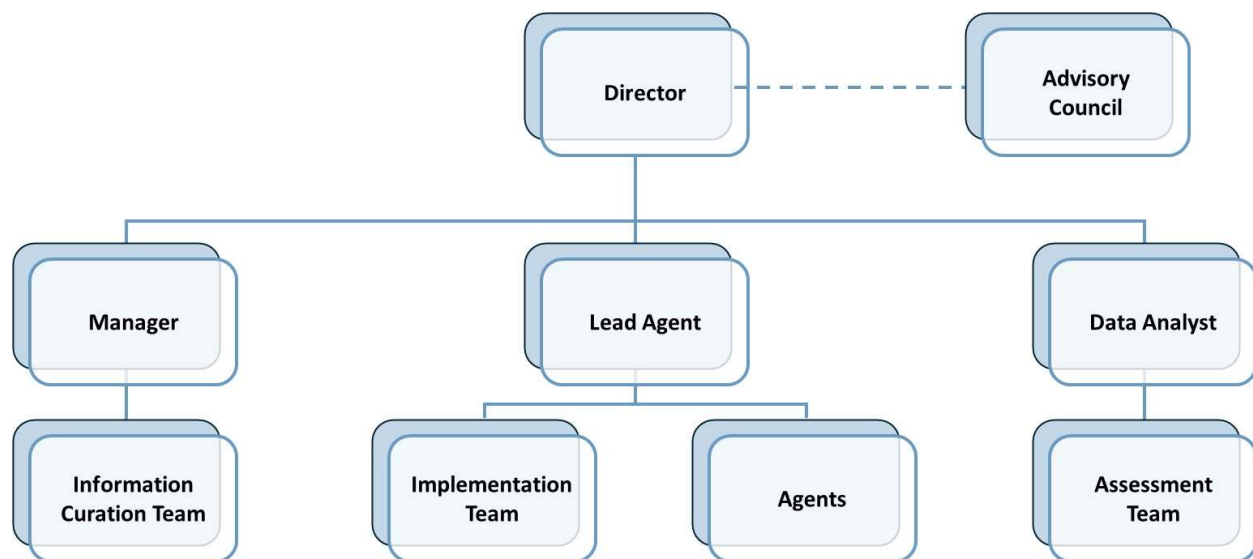 Director
Advisory
Council
Manager
Lead Agent
Data Analyst
Information
Curation Team
Implementation
Team
Agents
Assessment
Team